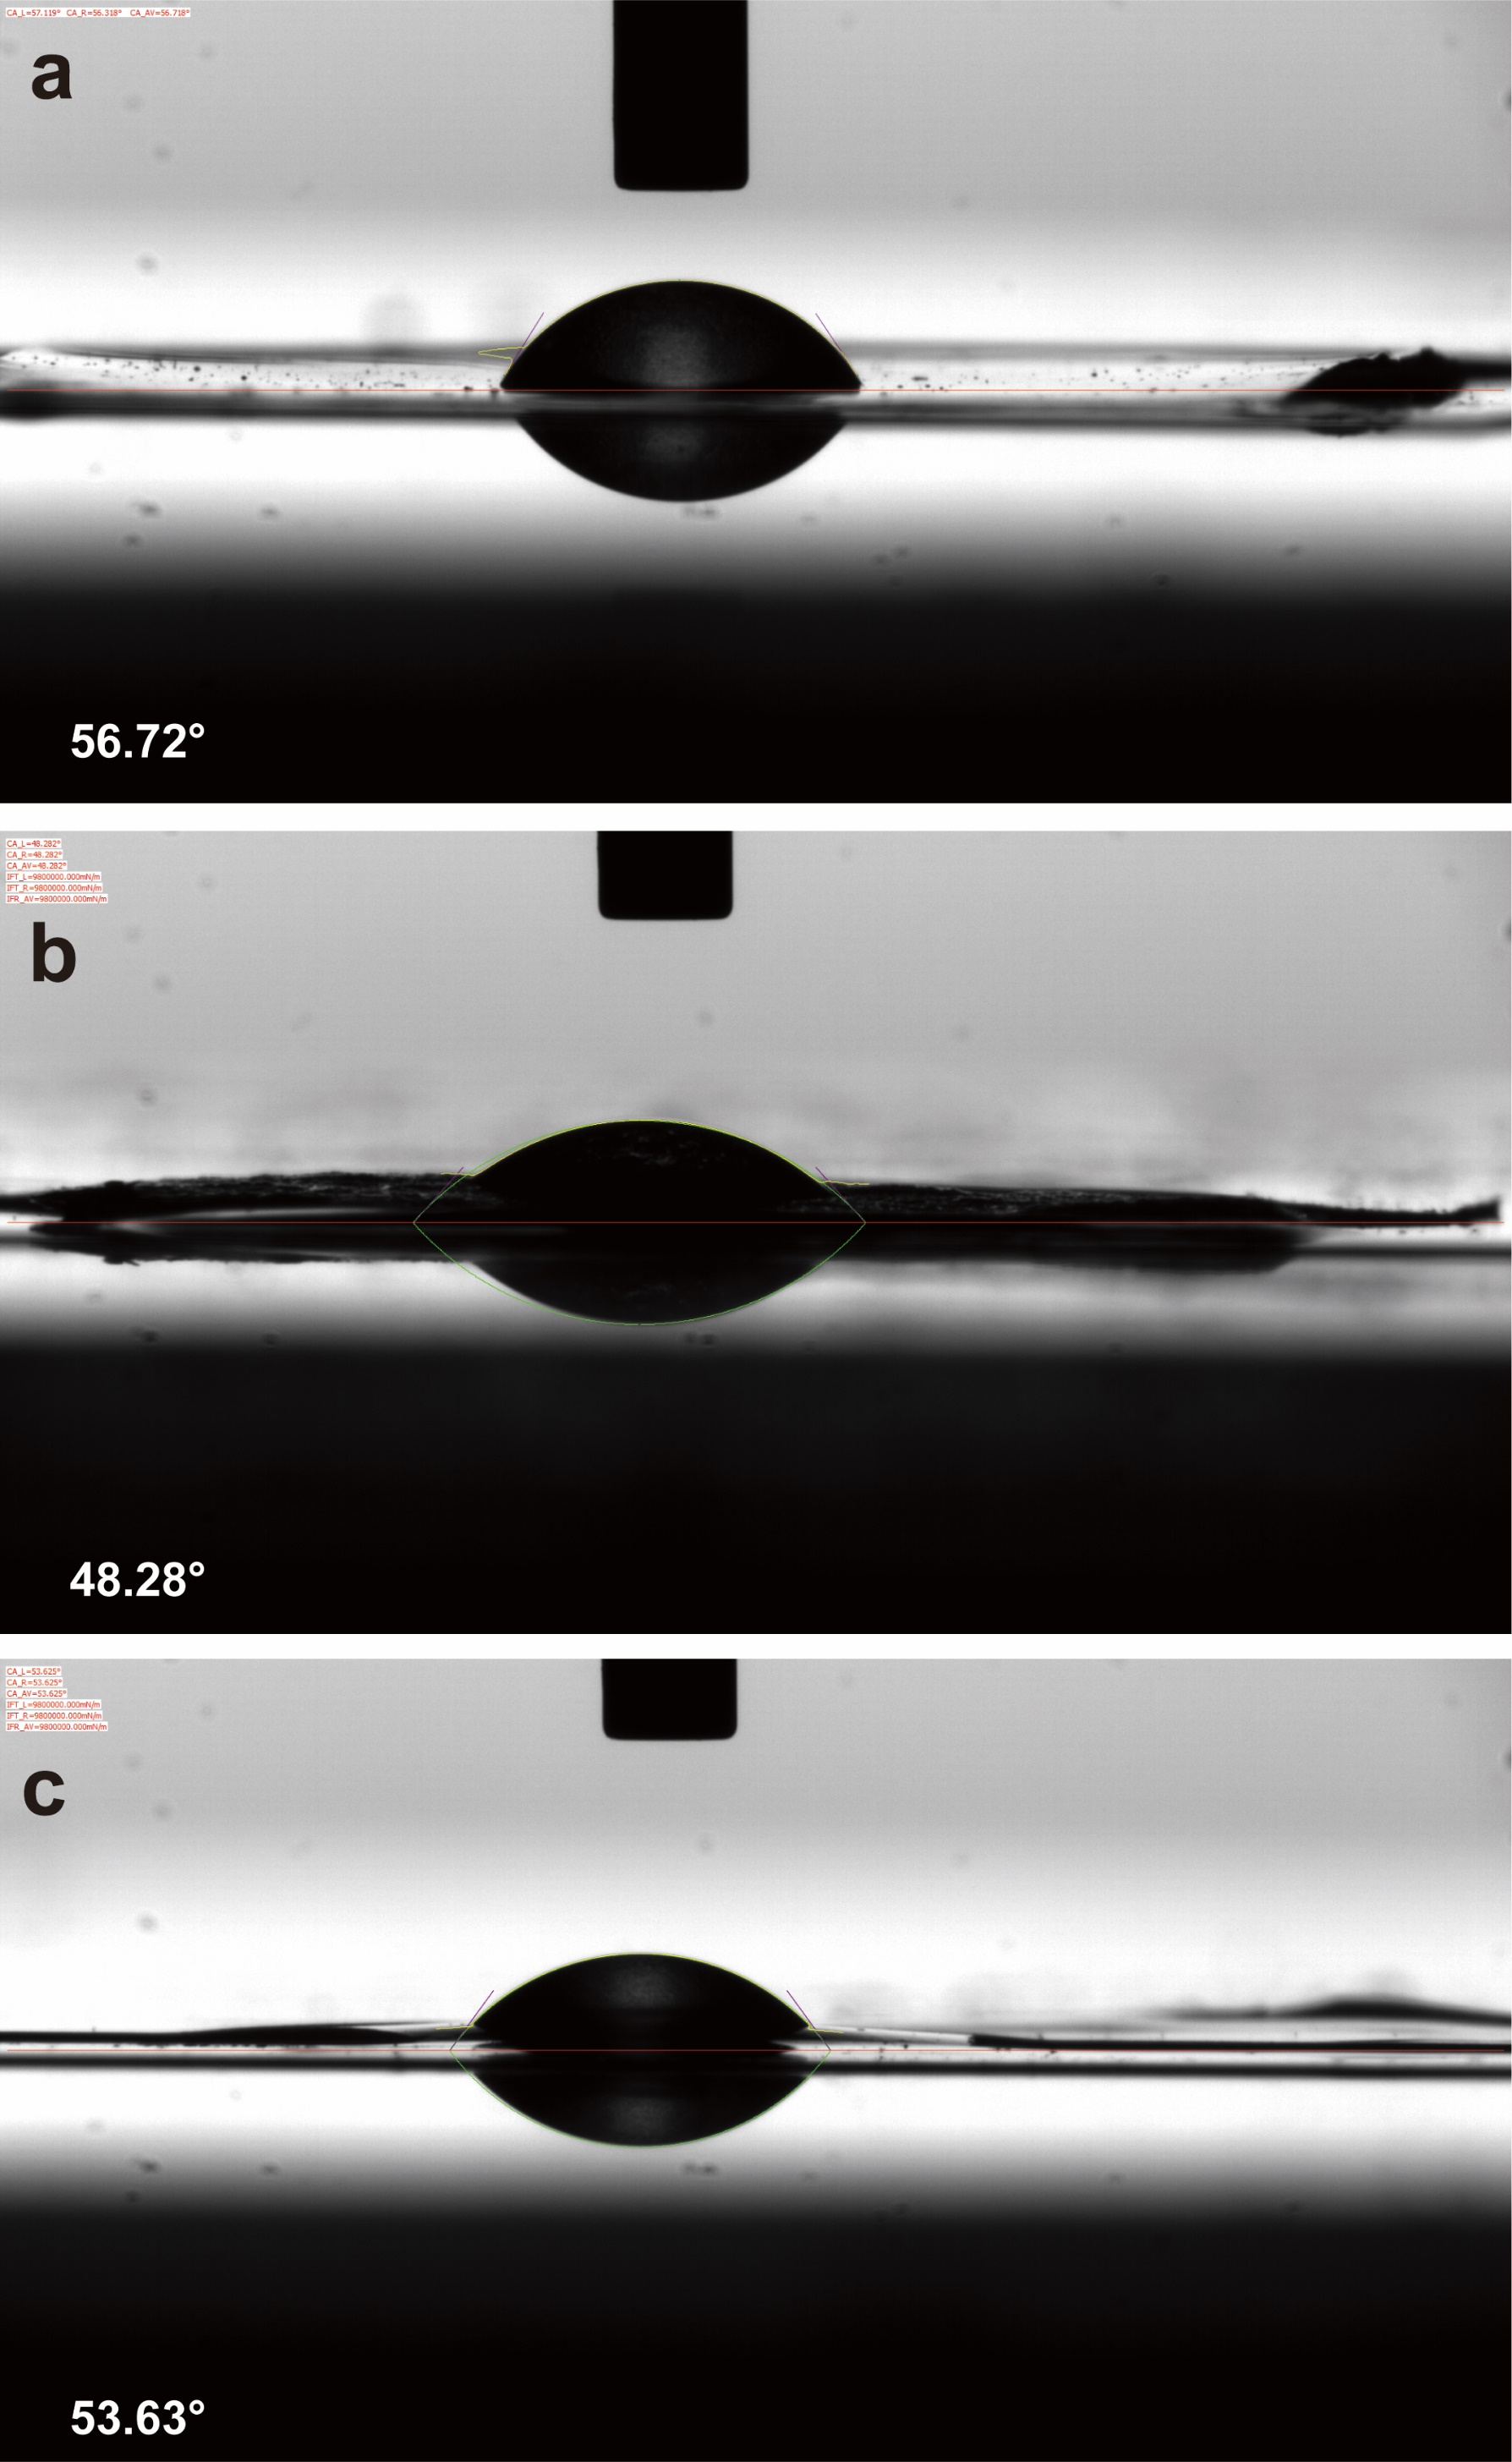 CA_L=57.119° CA_R=56.318° CA_AV=56.718°
a
56.72°
CA_L=48.282°
CA_R=48.282°
CA_AV=48.282°
IFT_L=9800000.000mN/m
IFT_R=9800000.000mN/m
IFR_AV=9800000.000mN/m
b
48.28°
CA_L=53.625°
CA_R=53.625°
CA_AV=53.625°
IFT_L=9800000.000mN/m
IFT_R=9800000.000mN/m
IFR_AV=9800000.000mN/m
c
53.63°